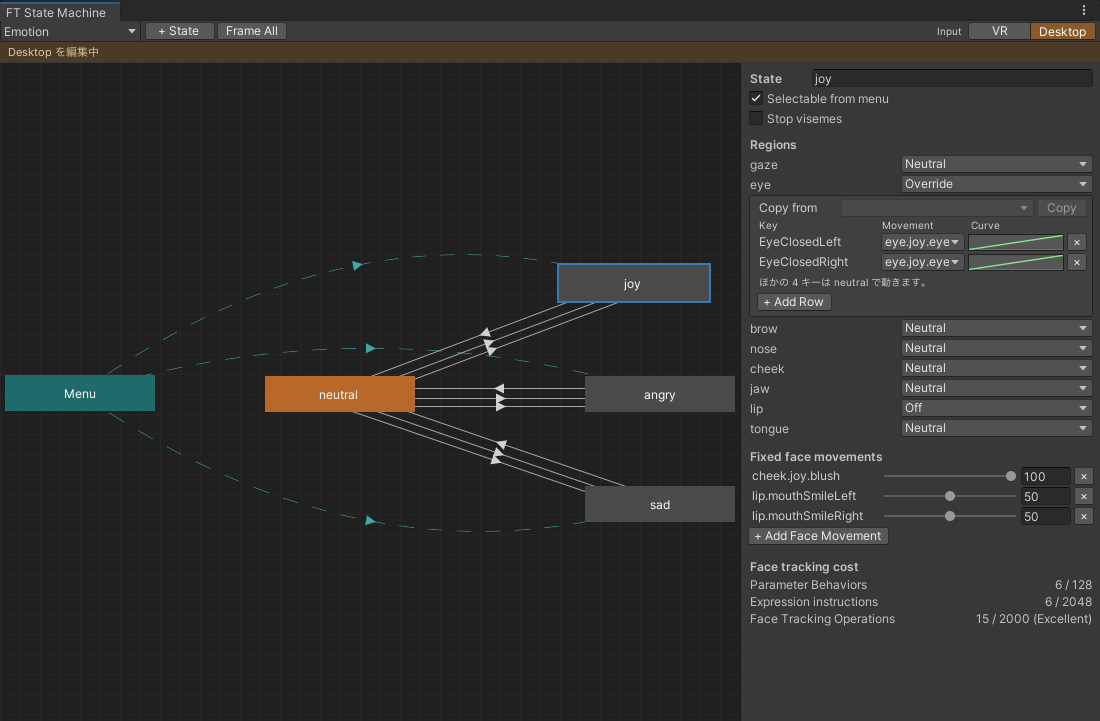 FT State Machine
Emotion + State Frame All Input VR Desktop
Desktop を編集中
State joy
Selectable from menu
Stop visemes
Regions
gaze Neutral
eye Override
Copy from Copy
Key Movement Curve
EyeClosedLeft eye.joy.eye
EyeClosedRight eye.joy.eye
ほかの 4 キーは neutral で動きます。
+ Add Row
brow Neutral
nose Neutral
cheek Neutral
jaw Neutral
lip Off
tongue Neutral
Fixed face movements
cheek.joy.blush 100 ×
lip.mouthSmileLeft 50 ×
lip.mouthSmileRight 50 ×
+ Add Face Movement
Face tracking cost
Parameter Behaviors 6 / 128
Expression instructions 6 / 2048
Face Tracking Operations 15 / 2000 (Excellent)
joy
Menu
neutral
angry
sad